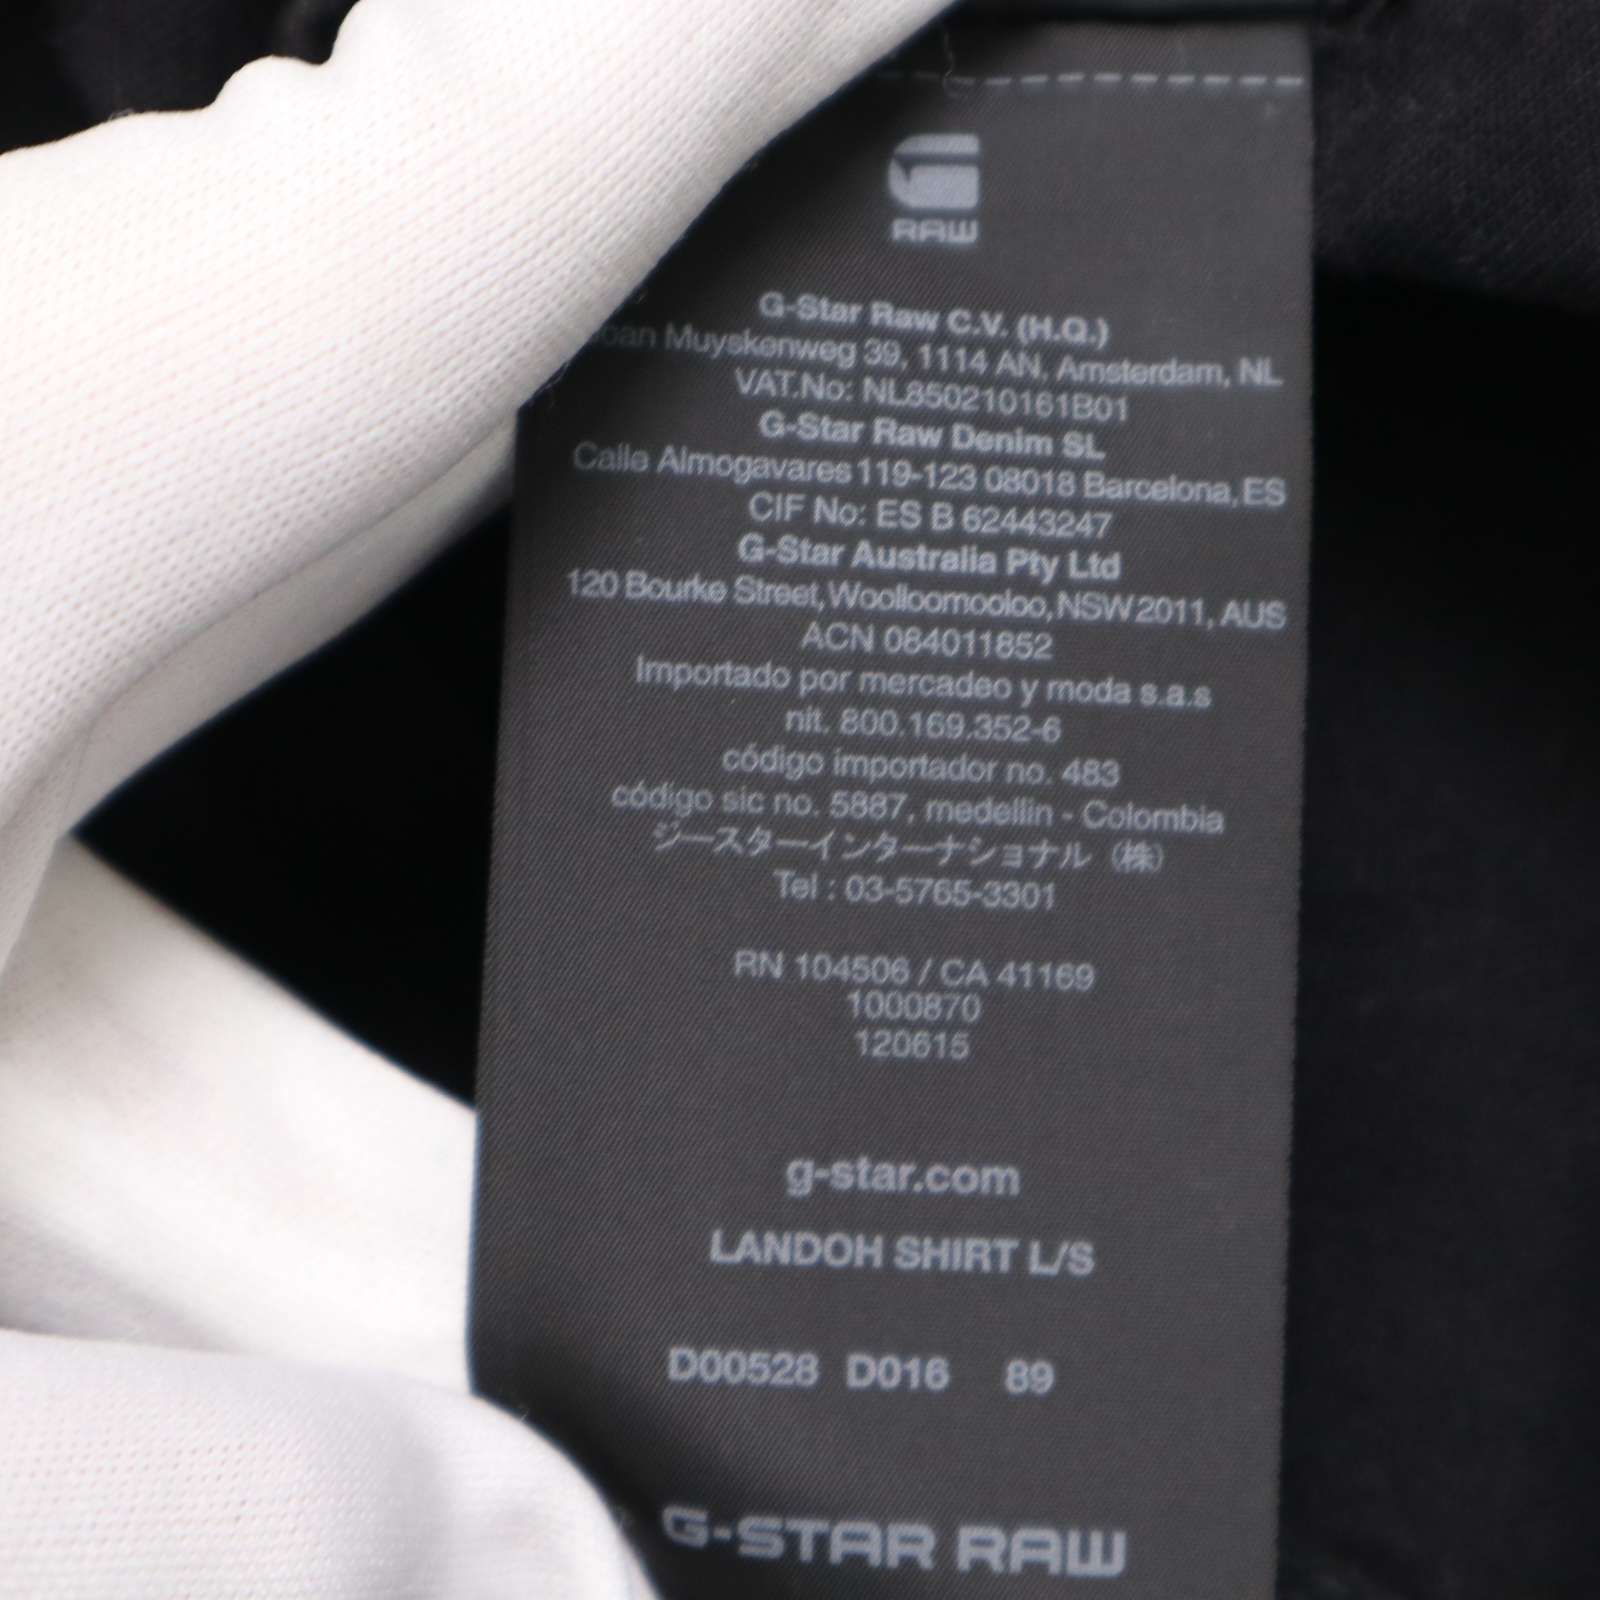 RAW
G-Star Raw C.V. (H.Q.)
Muyskenweg 39, 1114 AN, Amsterdam, NL
VAT.No: NL850210161B01
G-Star Raw Denim SL
Calle Almogavares 119-123 08018 Barcelona, ES
CIF No: ES B 62443247
G-Star Australia Pty Ltd
120 Bourke Street, Woolloomooloo, NSW 2011, AUS
ACN 084011852
Importado por mercadeo y moda s.a.s
nit. 800.169.352-6
código importador no. 483
código sic no. 5887, medellin - Colombia
ジースターインターナショナル (株)
Tel : 03-5765-3301
RN 104506 / CA 41169
1000870
120615
g-star.com
LANDOH SHIRT L/S
D00528 D016 89
G-STAR RAW